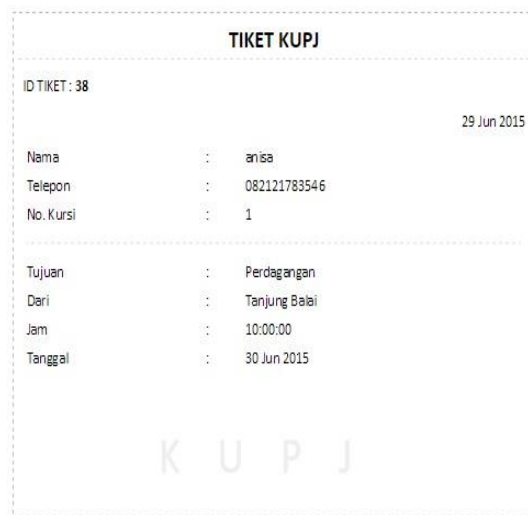 TIKET KUPJ
ID TIKET : 38
29 Jun 2015
Nama : anisa
Telepon : 082121783546
No. Kursi : 1
Tujuan : Perdagangan
Dari : Tanjung Balai
Jam : 10:00:00
Tanggal : 30 Jun 2015
K U P J